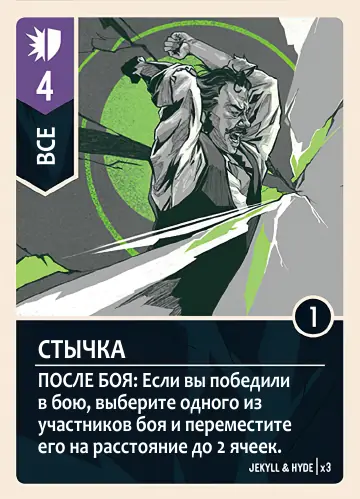 4
ВСЕ
1
СТЫЧКА
ПОСЛЕ БОЯ: Если вы победили
в бою, выберите одного из
участников боя и переместите
его на расстояние до 2 ячеек.
JEKYLL & HYDE | x3